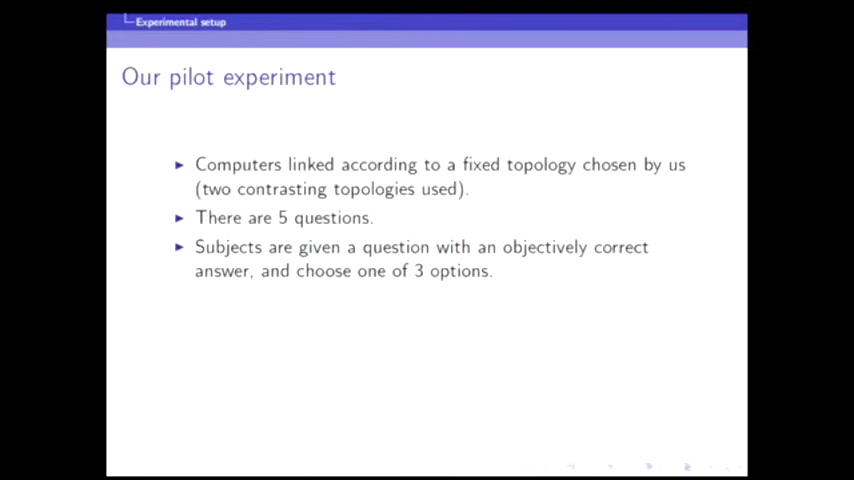 Experimental setup
Our pilot experiment
Computers linked according to a fixed topology chosen by us
(two contrasting topologies used).
There are 5 questions.
Subjects are given a question with an objectively correct
answer, and choose one of 3 options.